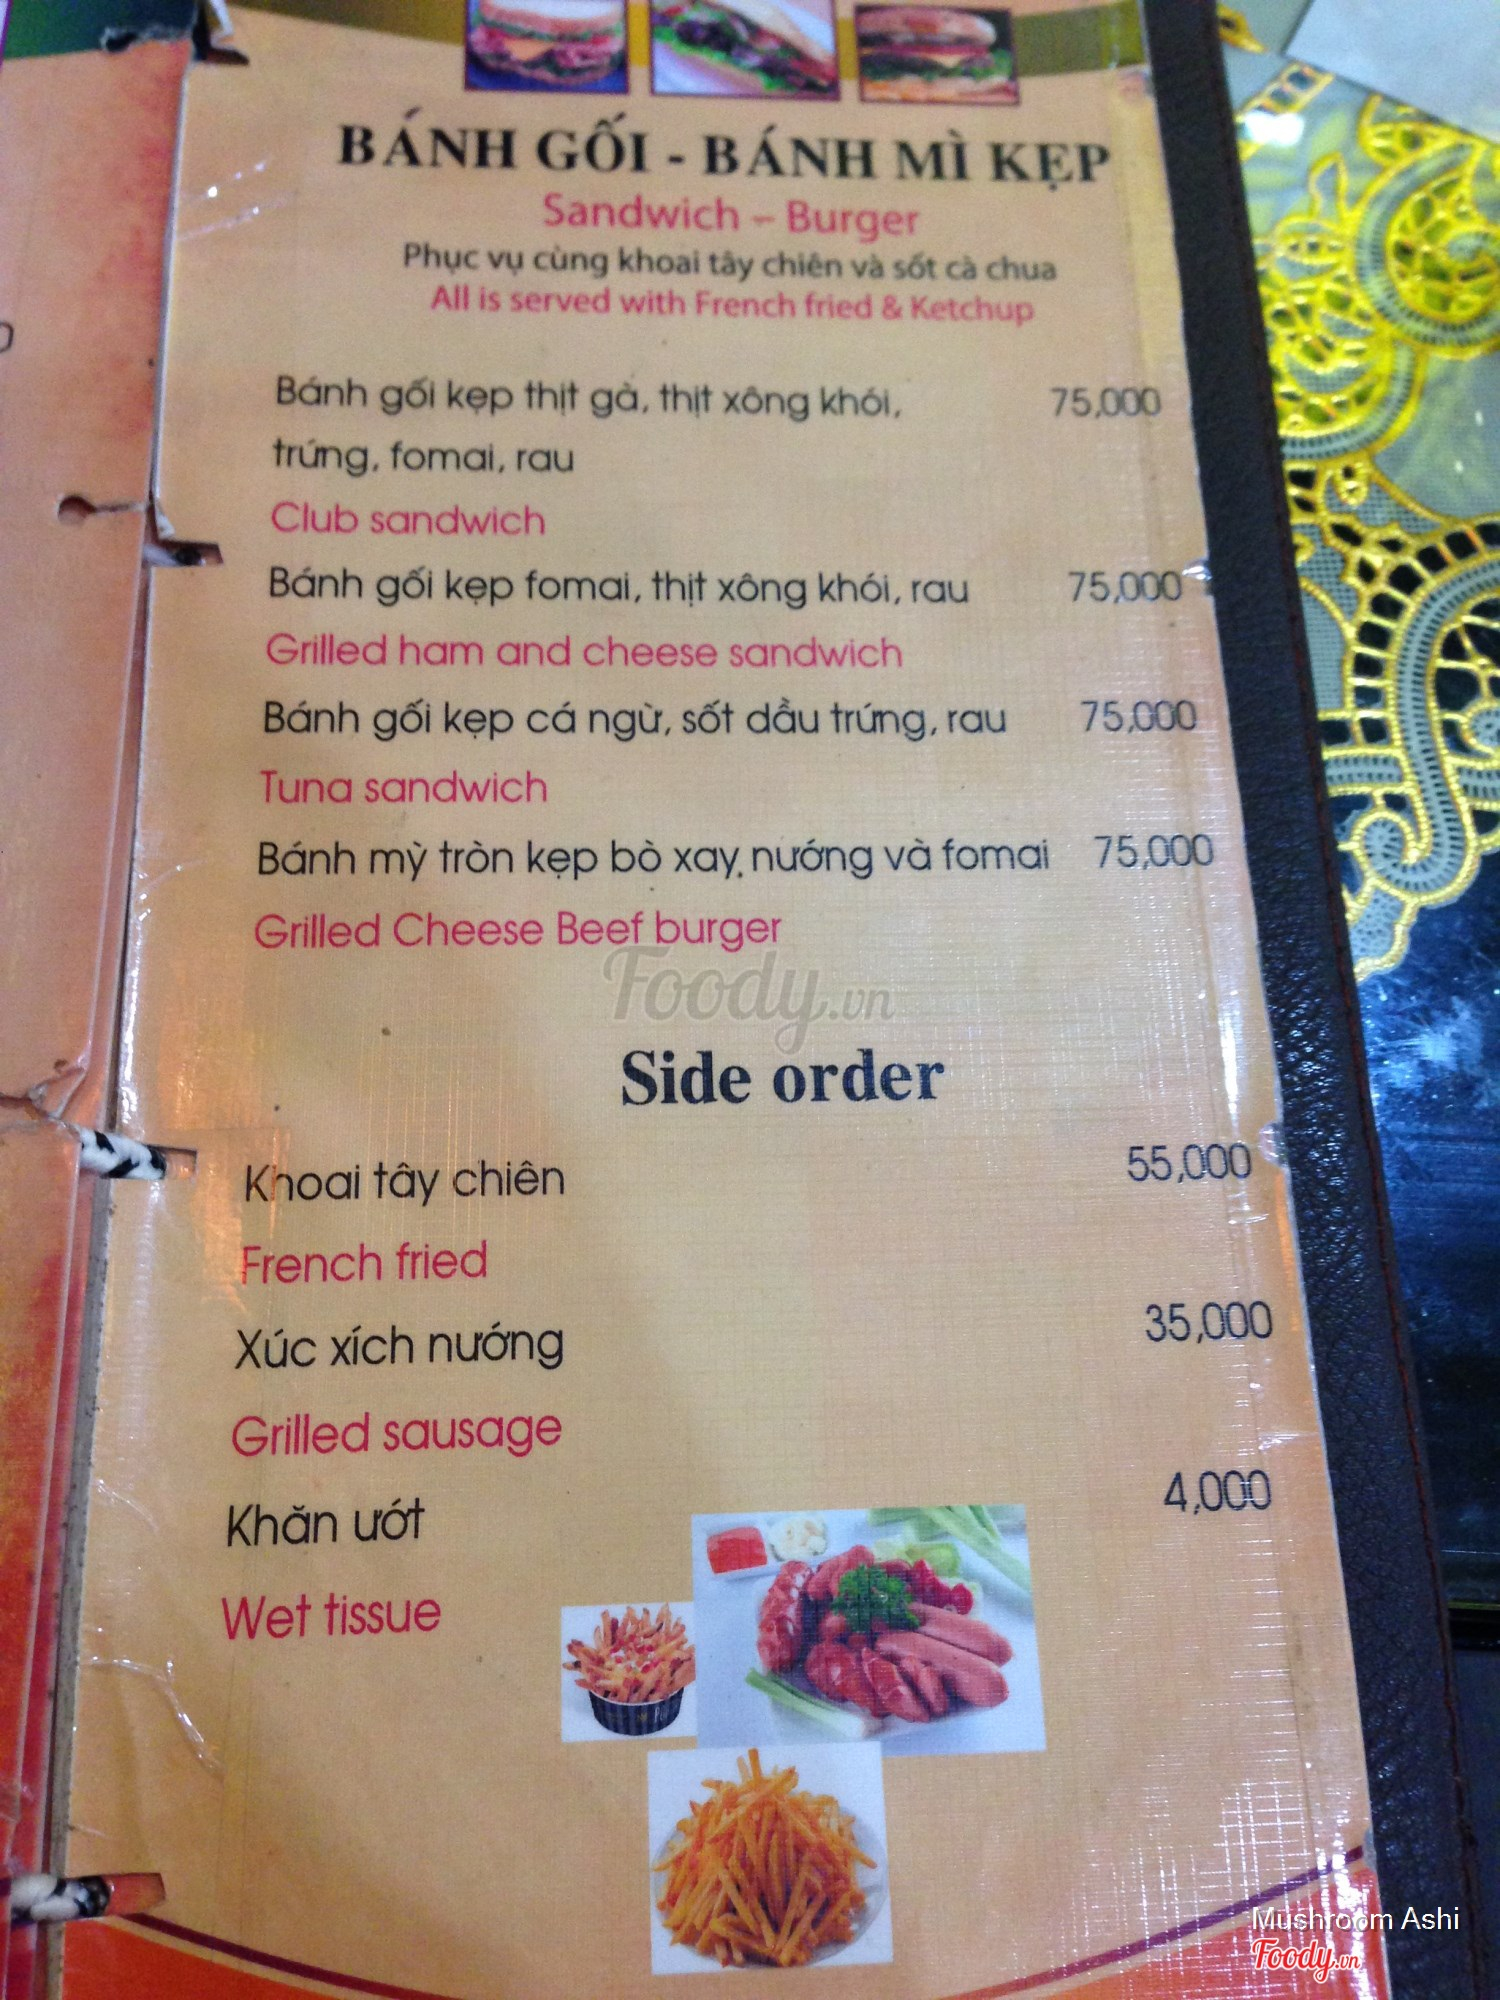 BÁNH GỐI - BÁNH MÌ KẸP
Sandwich – Burger
Phục vụ cùng khoai tây chiên và sốt cà chua
All is served with French fried & Ketchup
Bánh gối kẹp thịt gà, thịt xông khói, 75,000
trứng, fomai, rau
Club sandwich
Bánh gối kẹp fomai, thịt xông khói, rau 75,000
Grilled ham and cheese sandwich
Bánh gối kẹp cá ngừ, sốt dầu trứng, rau 75,000
Tuna sandwich
Bánh mỳ tròn kẹp bò xay, nướng và fomai 75,000
Grilled Cheese Beef burger
Foody.vn
Side order
Khoai tây chiên 55,000
French fried
Xúc xích nướng 35,000
Grilled sausage
Khăn ướt 4,000
Wet tissue
Mushroom Ashi
Foody.vn